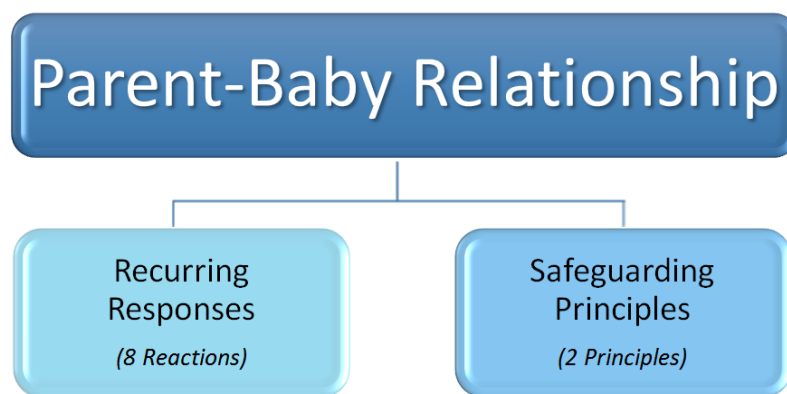 Parent-Baby Relationship
Recurring
Responses
(8 Reactions)
Safeguarding
Principles
(2 Principles)